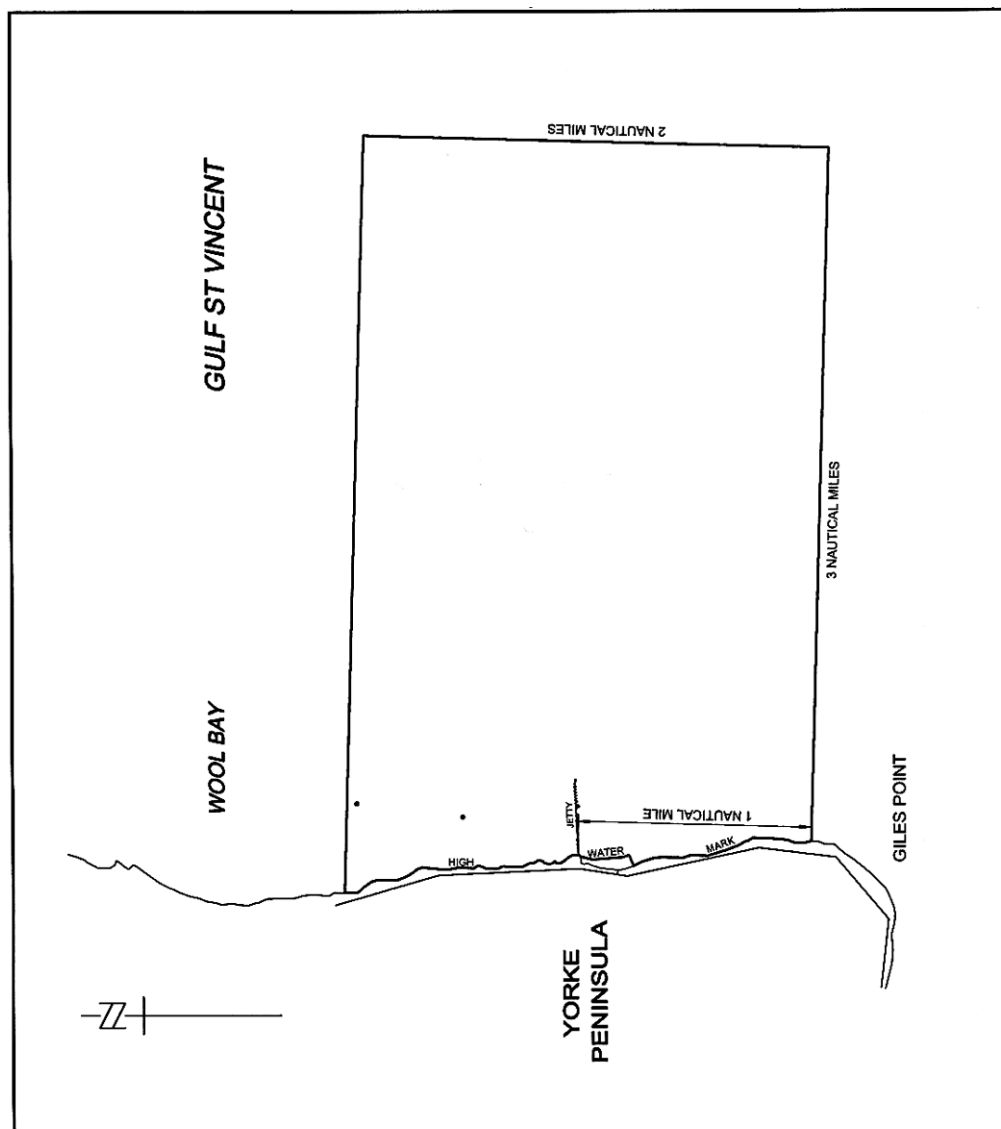 GULF ST VINCENT
2 NAUTICAL MILES
3 NAUTICAL MILES
WOOL BAY
JETTY
1 NAUTICAL MILE
HIGH
WATER
MARK
GILES POINT
YORKE
PENINSULA
N